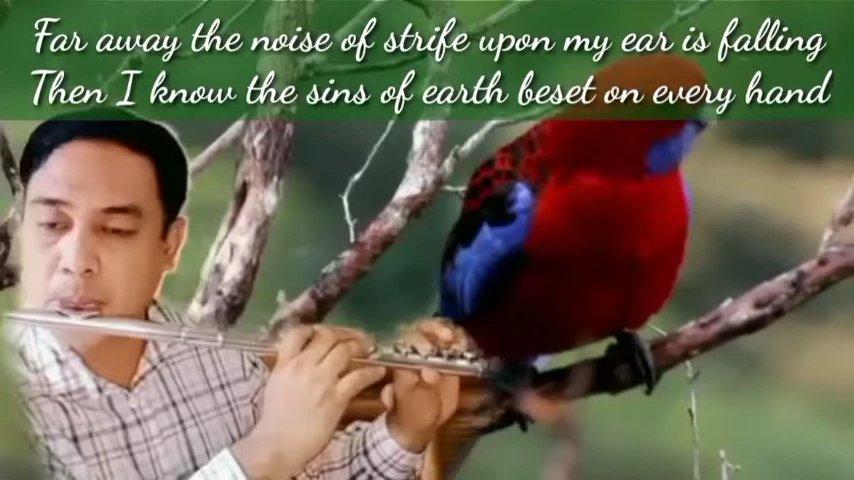 Far away the noise of strife upon my ear is falling
Then I know the sins of earth beset on every hand